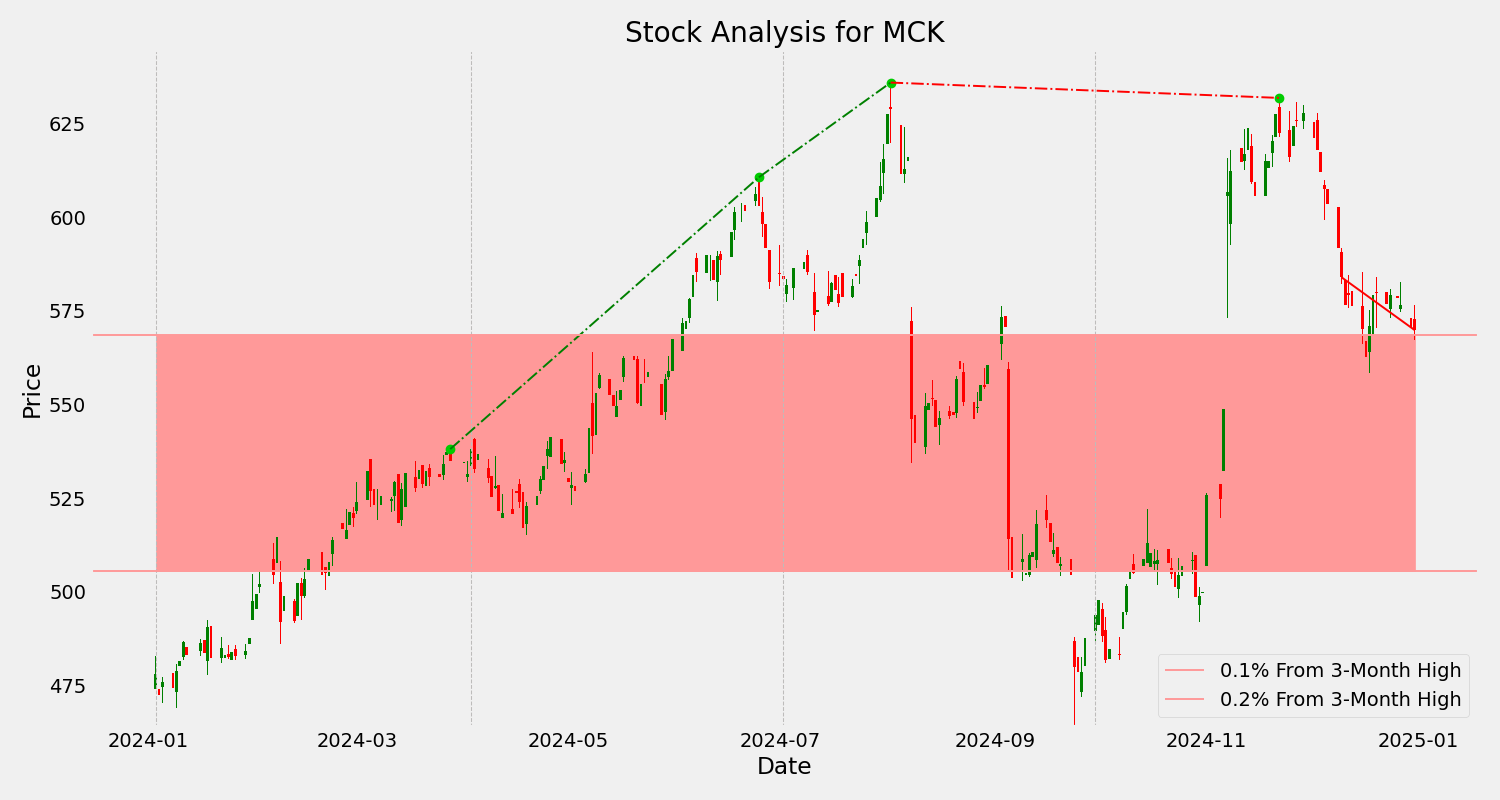 Stock Analysis for MCK
Price
625
600
575
550
525
500
475
2024-01
2024-03
2024-05
2024-07
2024-09
2024-11
2025-01
Date
0.1% From 3-Month High
0.2% From 3-Month High